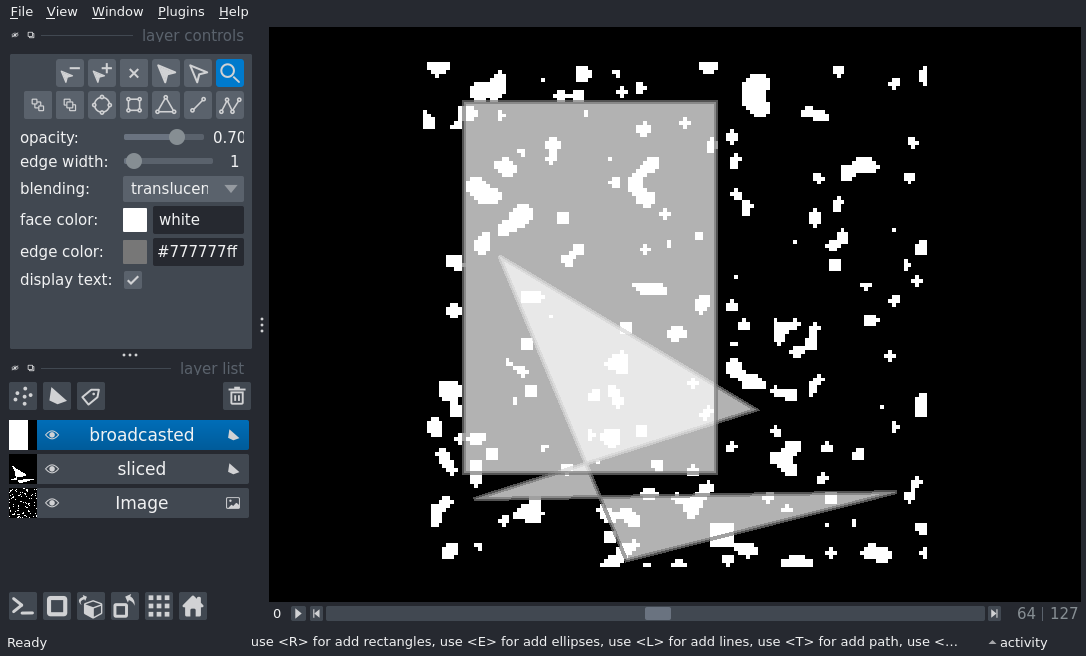 File View Window Plugins Help
layer controls
opacity: 0.70
edge width: 1
blending: translucen
face color: white
edge color: #777777ff
display text:
layer list
broadcasted
sliced
Image
0 64 | 127
Ready use <R> for add rectangles, use <E> for add ellipses, use <L> for add lines, use <T> for add path, use <... activity